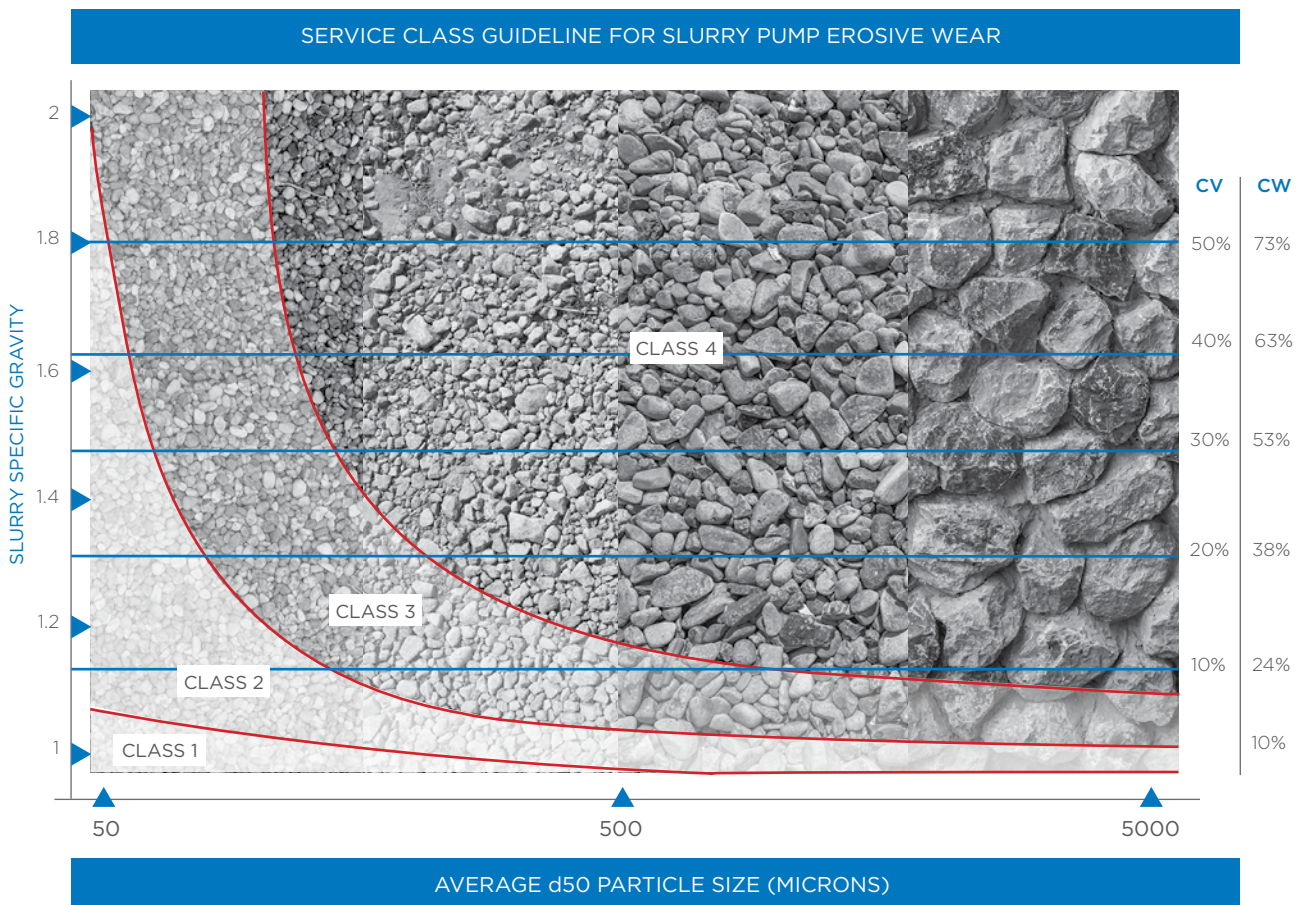 SERVICE CLASS GUIDELINE FOR SLURRY PUMP EROSIVE WEAR
SLURRY SPECIFIC GRAVITY
2
1.8
1.6
1.4
1.2
1
CLASS 4
CLASS 3
CLASS 2
CLASS 1
CV CW
50% 73%
40% 63%
30% 53%
20% 38%
10% 24%
10%
50 500 5000
AVERAGE d50 PARTICLE SIZE (MICRONS)